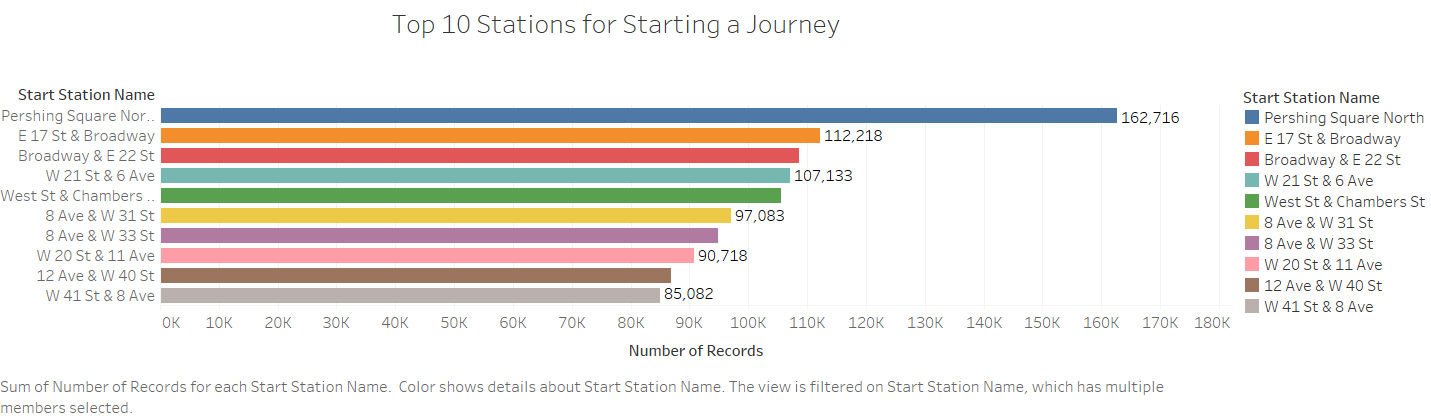 Top 10 Stations for Starting a Journey
Start Station Name
Pershing Square Nor..
162,716
E 17 St & Broadway
112,218
Broadway & E 22 St
W 21 St & 6 Ave
107,133
West St & Chambers ..
8 Ave & W 31 St
97,083
8 Ave & W 33 St
W 20 St & 11 Ave
90,718
12 Ave & W 40 St
W 41 St & 8 Ave
85,082
0K 10K 20K 30K 40K 50K 60K 70K 80K 90K 100K 110K 120K 130K 140K 150K 160K 170K 180K
Number of Records
Start Station Name
Pershing Square North
E 17 St & Broadway
Broadway & E 22 St
W 21 St & 6 Ave
West St & Chambers St
8 Ave & W 31 St
8 Ave & W 33 St
W 20 St & 11 Ave
12 Ave & W 40 St
W 41 St & 8 Ave
Sum of Number of Records for each Start Station Name.  Color shows details about Start Station Name. The view is filtered on Start Station Name, which has multiple
members selected.